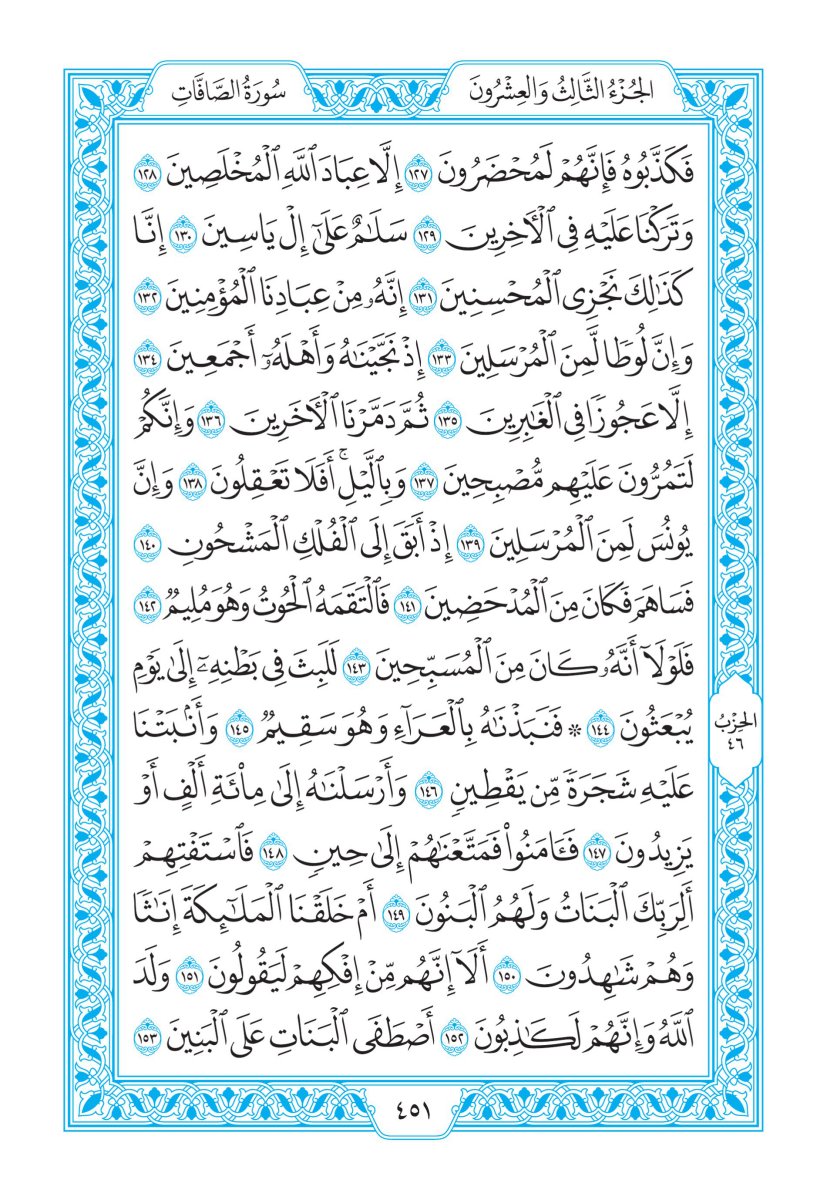 الجُزْءُ الثَّالِثُ وَالعِشْرُونَ
سُورَةُ الصَّافَّاتِ
فَكَذَّبُوهُ فَإِنَّهُمْ لَمُحْضَرُونَ ١٢٧ إِلَّا عِبَادَ ٱللَّهِ ٱلْمُخْلَصِينَ ١٢٨
وَتَرَكْنَا عَلَيْهِ فِي ٱلْأٓخِرِينَ ١٢٩ سَلَٰمٌ عَلَىٰٓ إِلْ يَاسِينَ ١٣٠ إِنَّا
كَذَٰلِكَ نَجْزِي ٱلْمُحْسِنِينَ ١٣١ إِنَّهُۥ مِنْ عِبَادِنَا ٱلْمُؤْمِنِينَ ١٣٢
وَإِنَّ لُوطًا لَّمِنَ ٱلْمُرْسَلِينَ ١٣٣ إِذْ نَجَّيْنَٰهُ وَأَهْلَهُۥٓ أَجْمَعِينَ ١٣٤
إِلَّا عَجُوزًا فِي ٱلْغَٰبِرِينَ ١٣٥ ثُمَّ دَمَّرْنَا ٱلْأٓخَرِينَ ١٣٦ وَإِنَّكُمْ
لَتَمُرُّونَ عَلَيْهِم مُّصْبِحِينَ ١٣٧ وَبِٱلَّيْلِۚ أَفَلَا تَعْقِلُونَ ١٣٨ وَإِنَّ
يُونُسَ لَمِنَ ٱلْمُرْسَلِينَ ١٣٩ إِذْ أَبَقَ إِلَى ٱلْفُلْكِ ٱلْمَشْحُونِ ١٤٠
فَسَاهَمَ فَكَانَ مِنَ ٱلْمُدْحَضِينَ ١٤١ فَٱلْتَقَمَهُ ٱلْحُوتُ وَهُوَ مُلِيمٌ ١٤٢
فَلَوْلَآ أَنَّهُۥ كَانَ مِنَ ٱلْمُسَبِّحِينَ ١٤٣ لَلَبِثَ فِي بَطْنِهِۦٓ إِلَىٰ يَوْمِ
يُبْعَثُونَ ١٤٤ ۞ فَنَبَذْنَٰهُ بِٱلْعَرَآءِ وَهُوَ سَقِيمٌ ١٤٥ وَأَنۢبَتْنَا
الحِزْبُ
٤٦
عَلَيْهِ شَجَرَةً مِّن يَقْطِينٍ ١٤٦ وَأَرْسَلْنَٰهُ إِلَىٰ مِا۟ئَةِ أَلْفٍ أَوْ
يَزِيدُونَ ١٤٧ فَـَٔامَنُوا۟ فَمَتَّعْنَٰهُمْ إِلَىٰ حِينٍ ١٤٨ فَٱسْتَفْتِهِمْ
أَلِرَبِّكَ ٱلْبَنَاتُ وَلَهُمُ ٱلْبَنُونَ ١٤٩ أَمْ خَلَقْنَا ٱلْمَلَٰٓئِكَةَ إِنَٰثًا
وَهُمْ شَٰهِدُونَ ١٥٠ أَلَآ إِنَّهُم مِّنْ إِفْكِهِمْ لَيَقُولُونَ ١٥١ وَلَدَ
ٱللَّهُ وَإِنَّهُمْ لَكَٰذِبُونَ ١٥٢ أَصْطَفَى ٱلْبَنَاتِ عَلَى ٱلْبَنِينَ ١٥٣
٤٥١